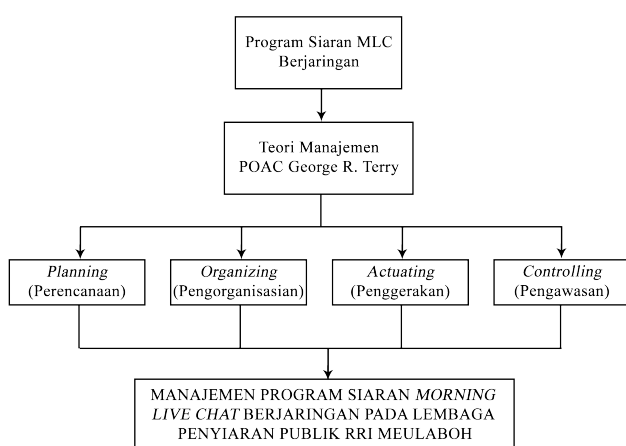 Program Siaran MLC
Berjaringan
Teori Manajemen
POAC George R. Terry
Planning
(Perencanaan)
Organizing
(Pengorganisasian)
Actuating
(Penggerakan)
Controlling
(Pengawasan)
MANAJEMEN PROGRAM SIARAN MORNING
LIVE CHAT BERJARINGAN PADA LEMBAGA
PENYIARAN PUBLIK RRI MEULABOH